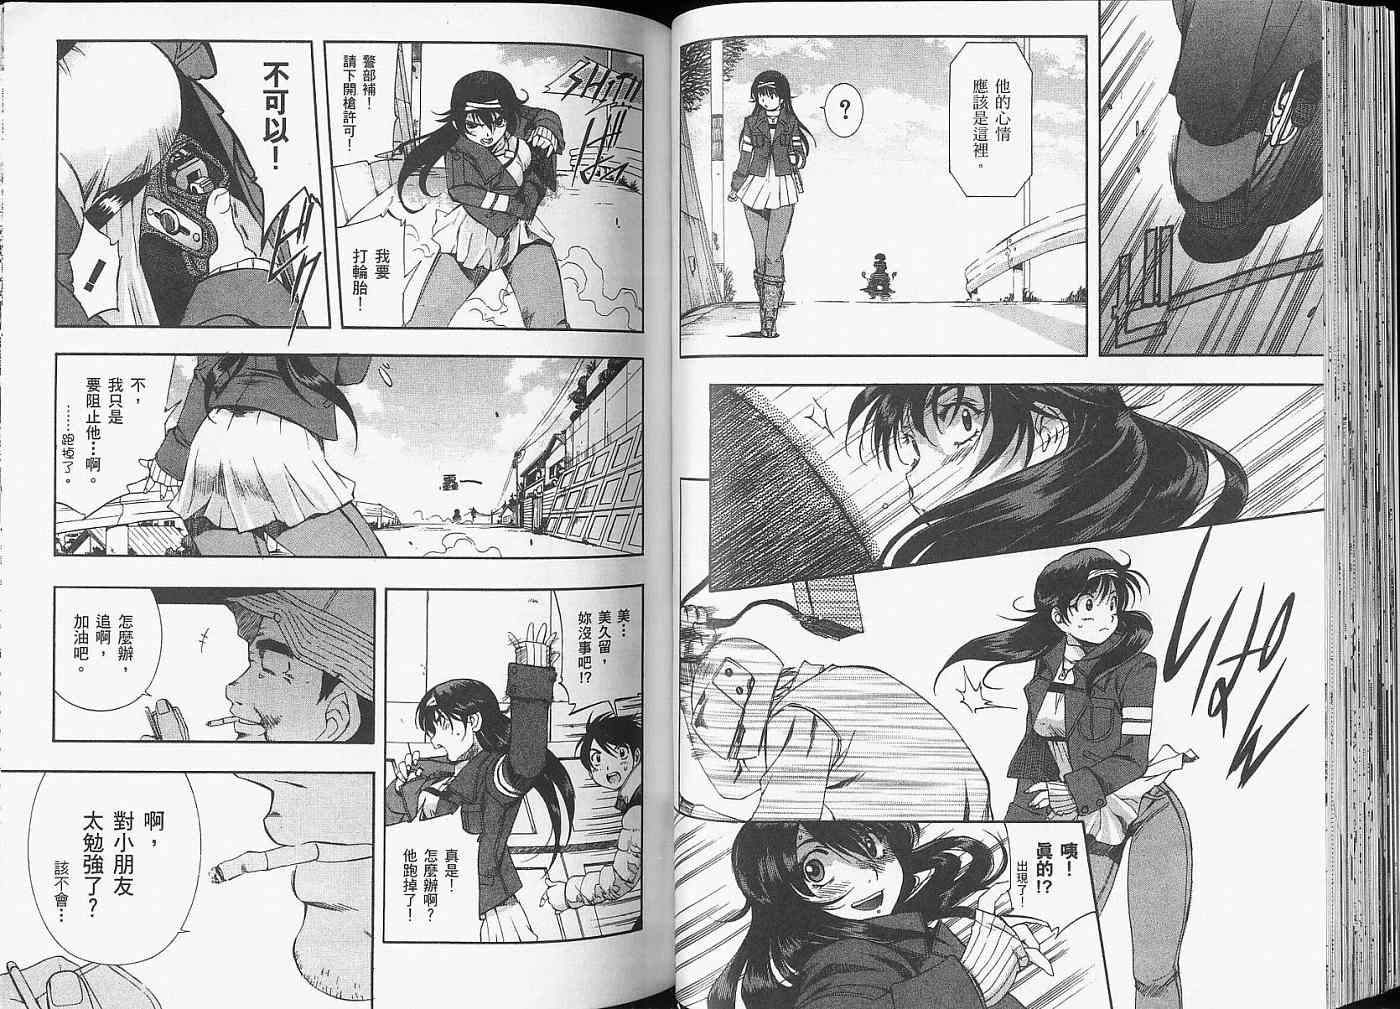 他的心情
應該是這裡。
?
咦!
眞的!?
出現了!
警部補!
請下開槍許可!
我要
打輪胎!
不可以!
!
不,
我只是
要阻止他…啊。
……跑掉了。
美…
美久留,
妳沒事吧!?
真是!
怎麼辦啊?
他跑掉了!
怎麼辦,
追啊,
加油吧。
啊,
對小朋友
太勉強了?
該不會…